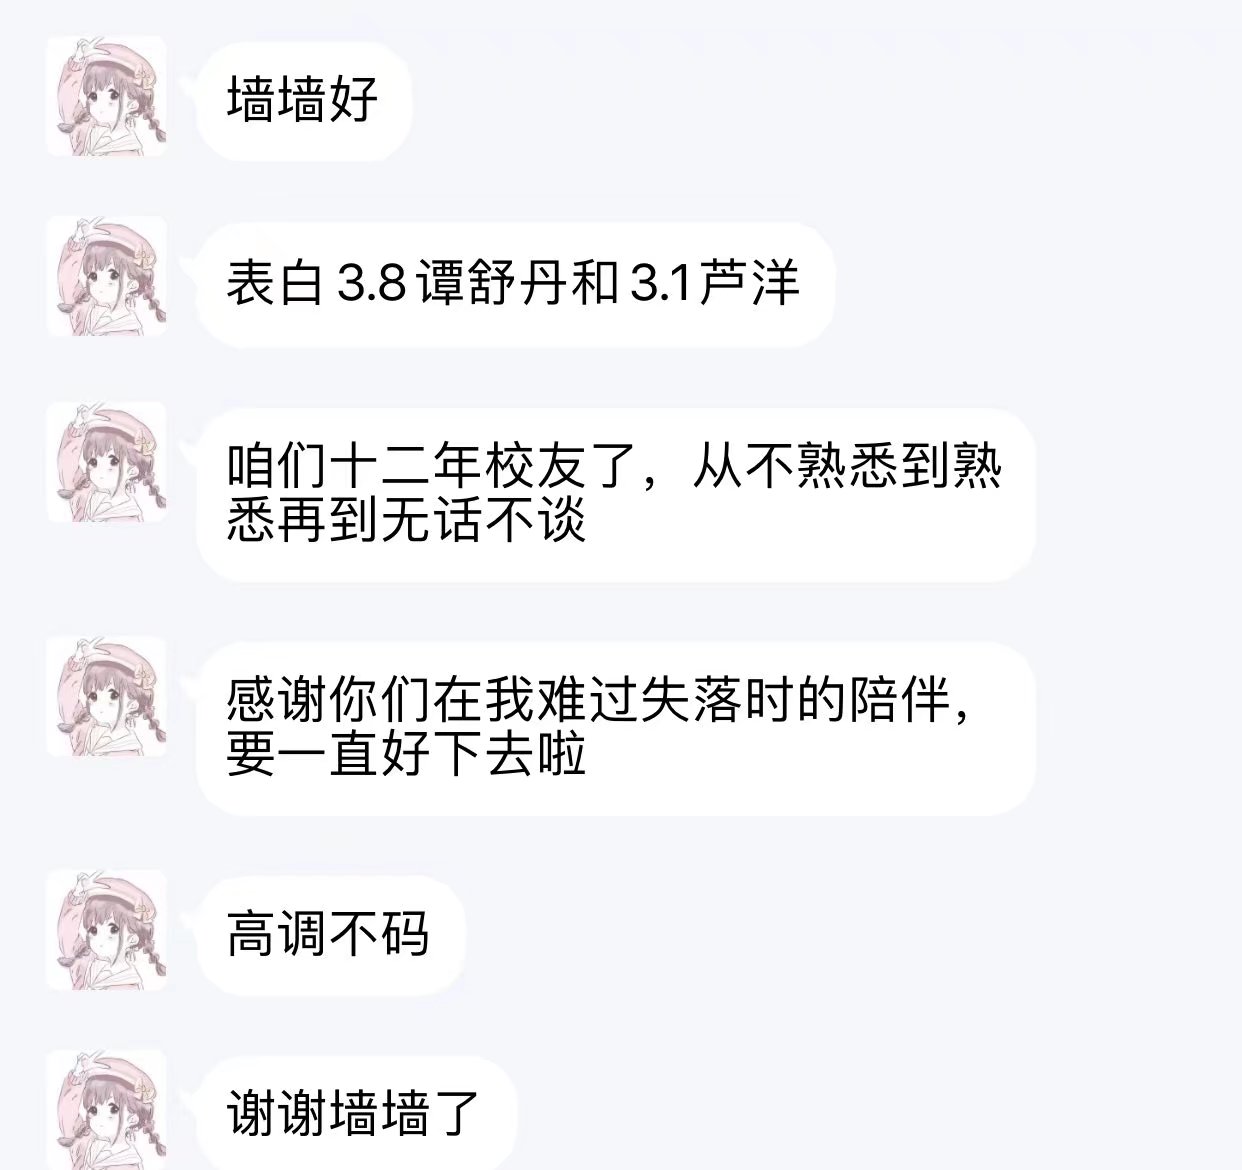 墙墙好
表白3.8谭舒丹和3.1芦洋
咱们十二年校友了，从不熟悉到熟
悉再到无话不谈
感谢你们在我难过失落时的陪伴，
要一直好下去啦
高调不码
谢谢墙墙了